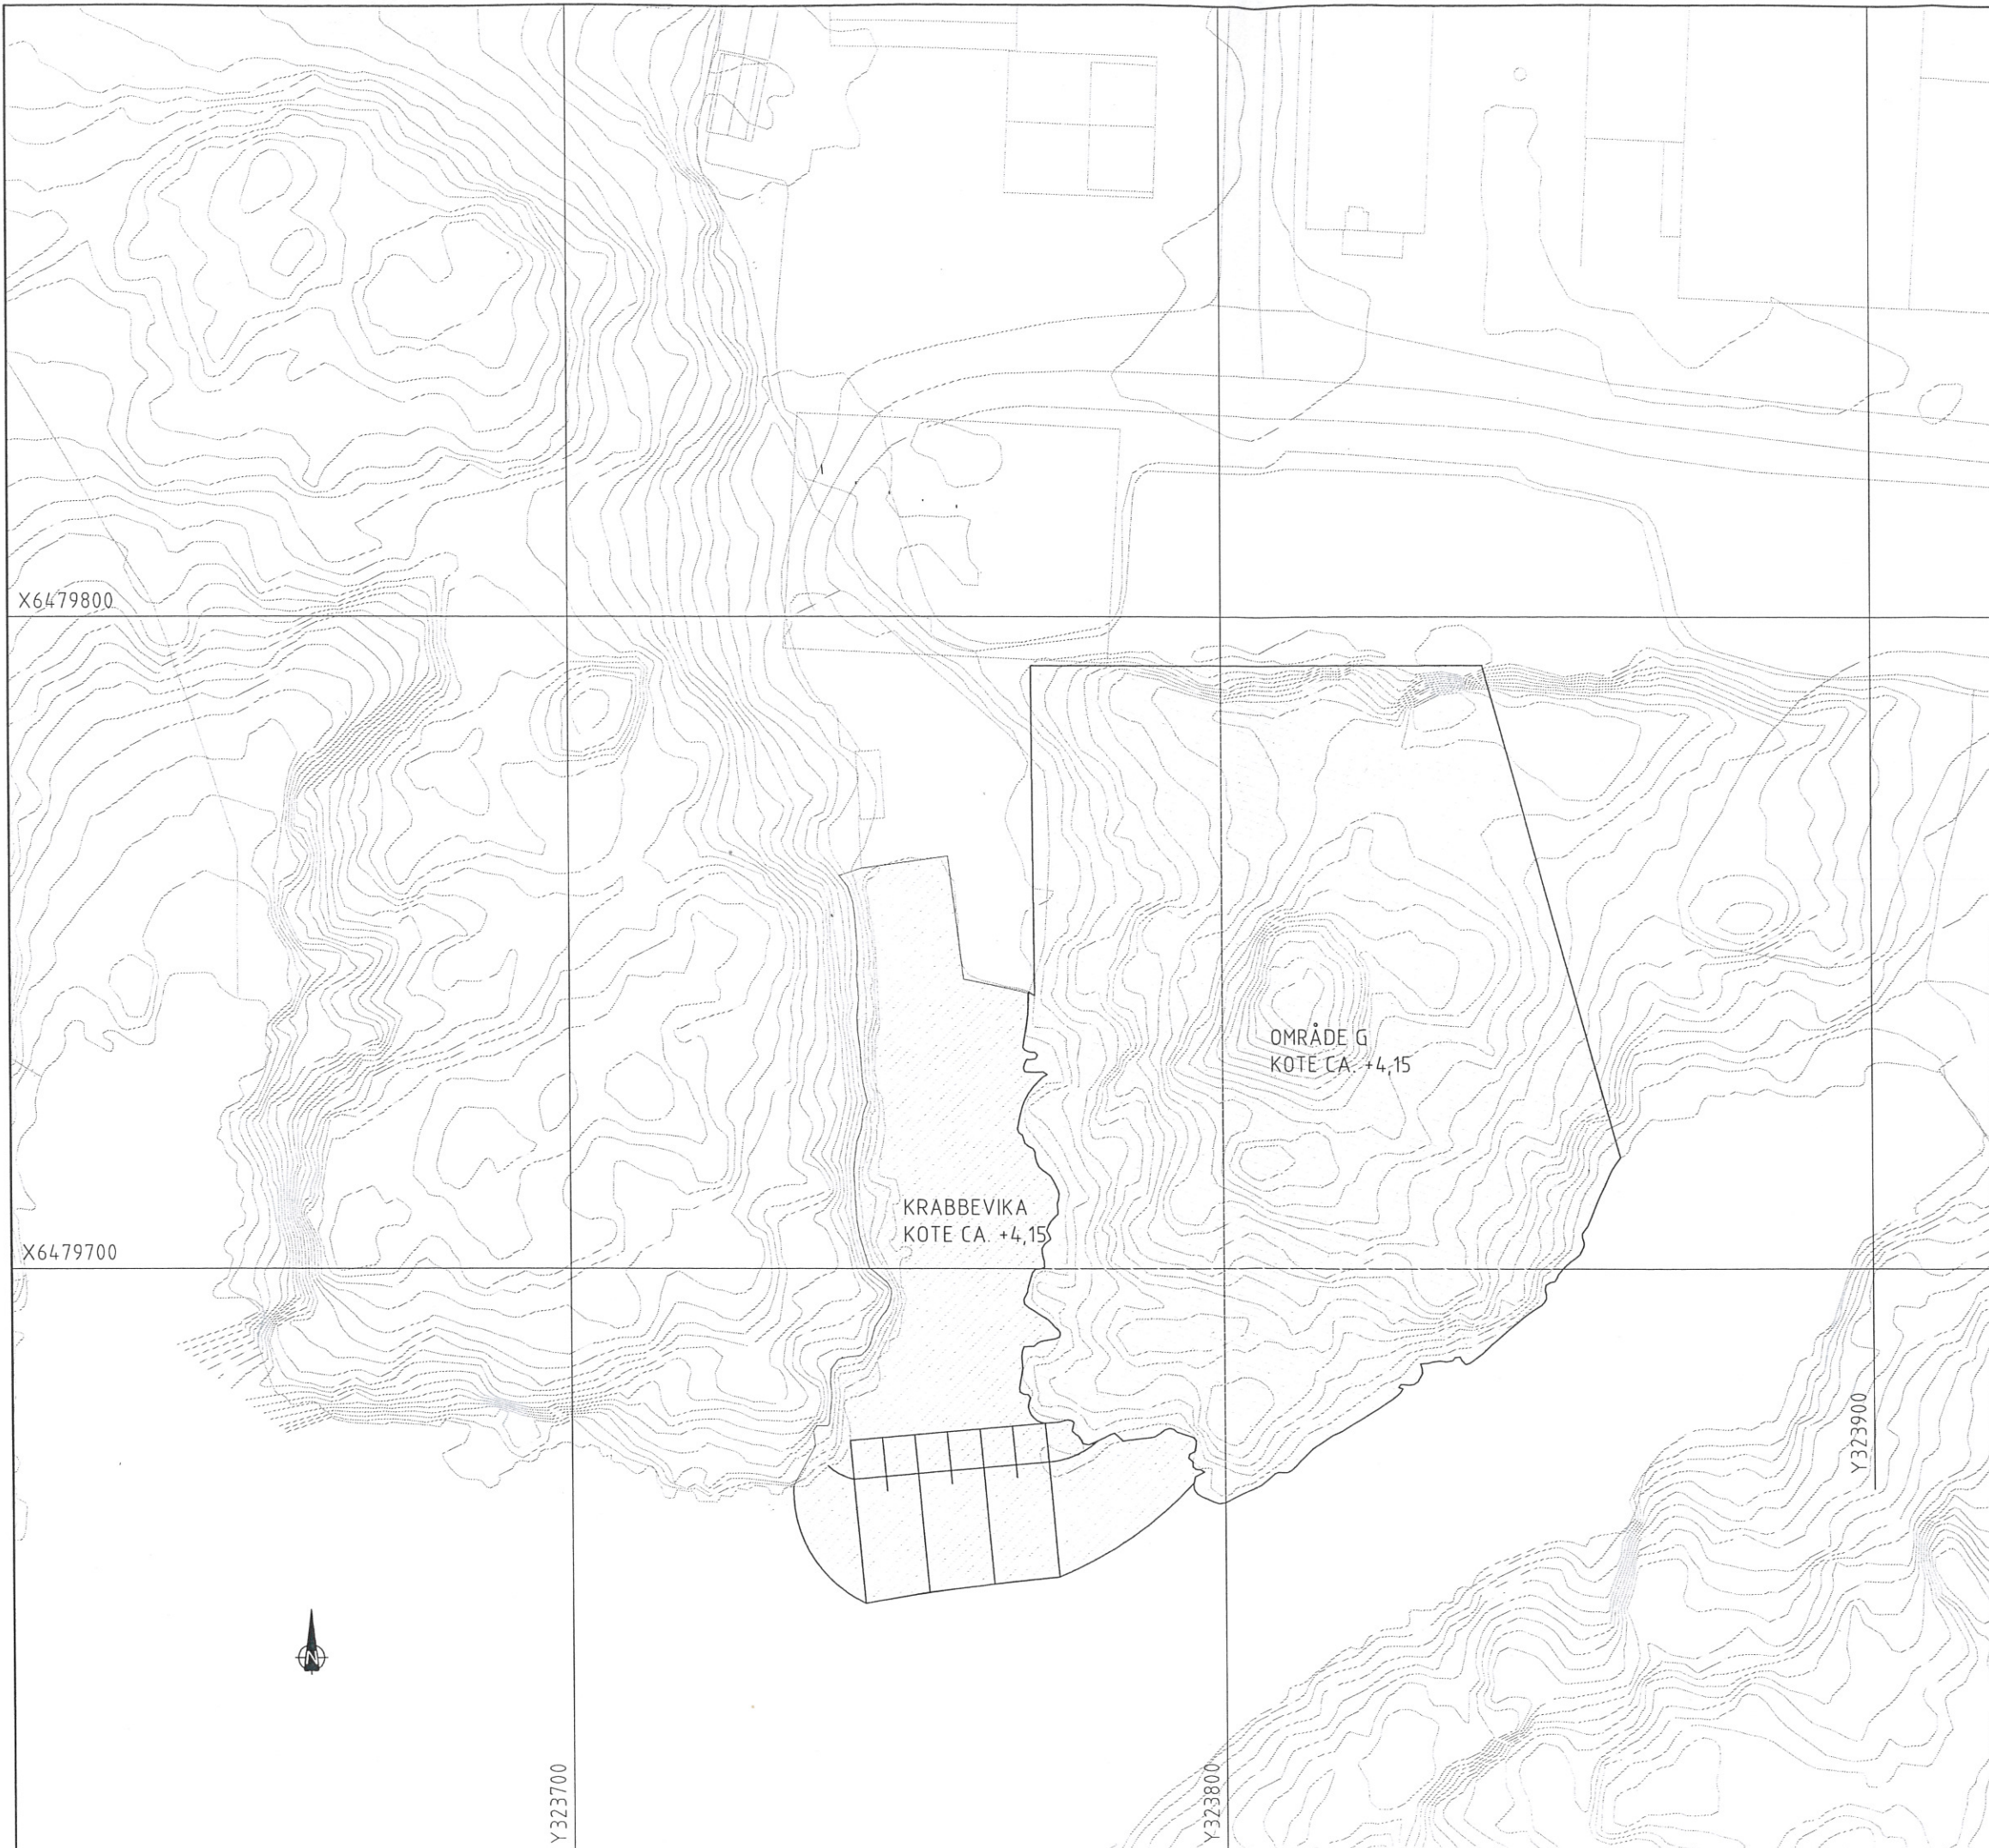 X6479800
OMRÅDE G
KOTE CA. +4,15
KRABBEVIKA
KOTE CA. +4,15
X6479700
Y323900
N
Y323700
Y323800